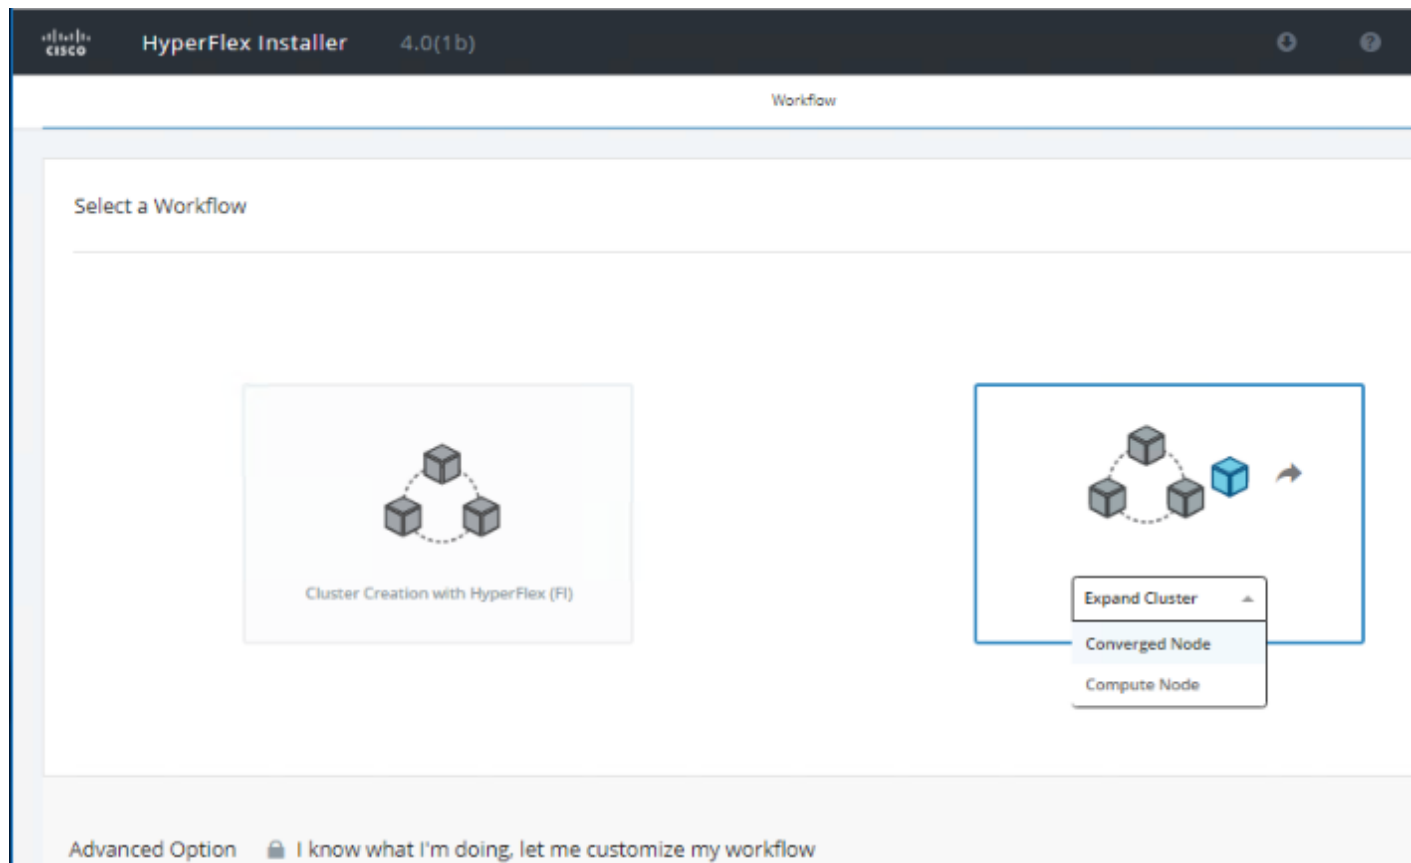 cisco HyperFlex Installer 4.0(1b)
Workflow
Select a Workflow
Cluster Creation with HyperFlex (FI)
Expand Cluster
Converged Node
Compute Node
Advanced Option I know what I'm doing, let me customize my workflow